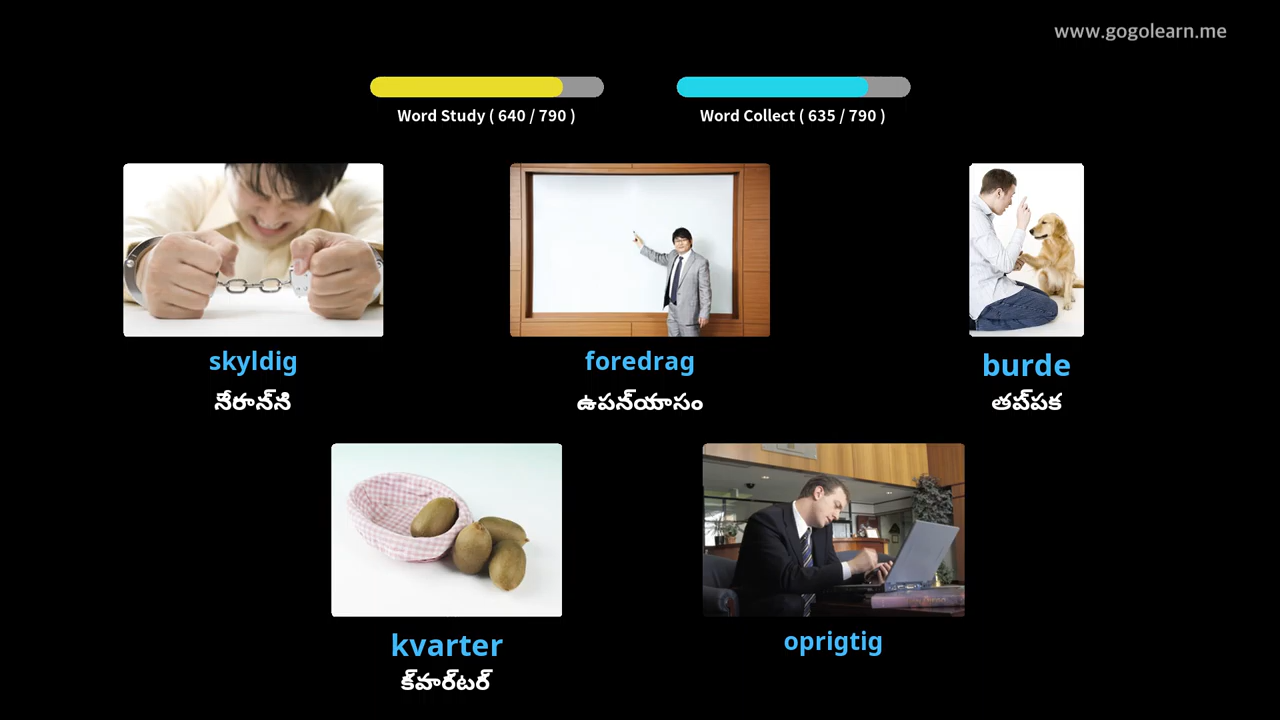 www.gogolearn.me
Word Study ( 640 / 790 )
Word Collect ( 635 / 790 )
skyldig
foredrag
burde
నేరాన్ని
ఉపన్యాసం
తప్పక
kvarter
oprigtig
క్వార్టర్